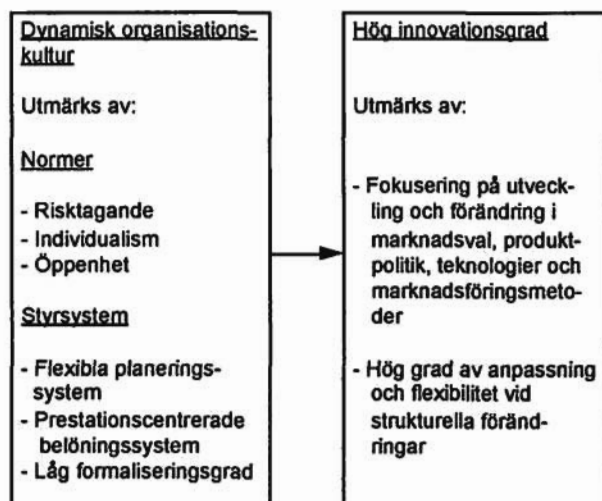 Dynamisk organisations-
kultur
Utmärks av:
Normer
- Risktagande
- Individualism
- Öppenhet
Styrsystem
- Flexibla planerings-
system
- Prestationscentrerade
belöningssystem
- Låg formaliseringsgrad
Hög innovationsgrad
Utmärks av:
- Fokusering på utveck-
ling och förändring i
marknadsval, produkt-
politik, teknologier och
marknadsföringsmeto-
der
- Hög grad av anpassning
och flexibilitet vid
strukturella föränd-
ringar